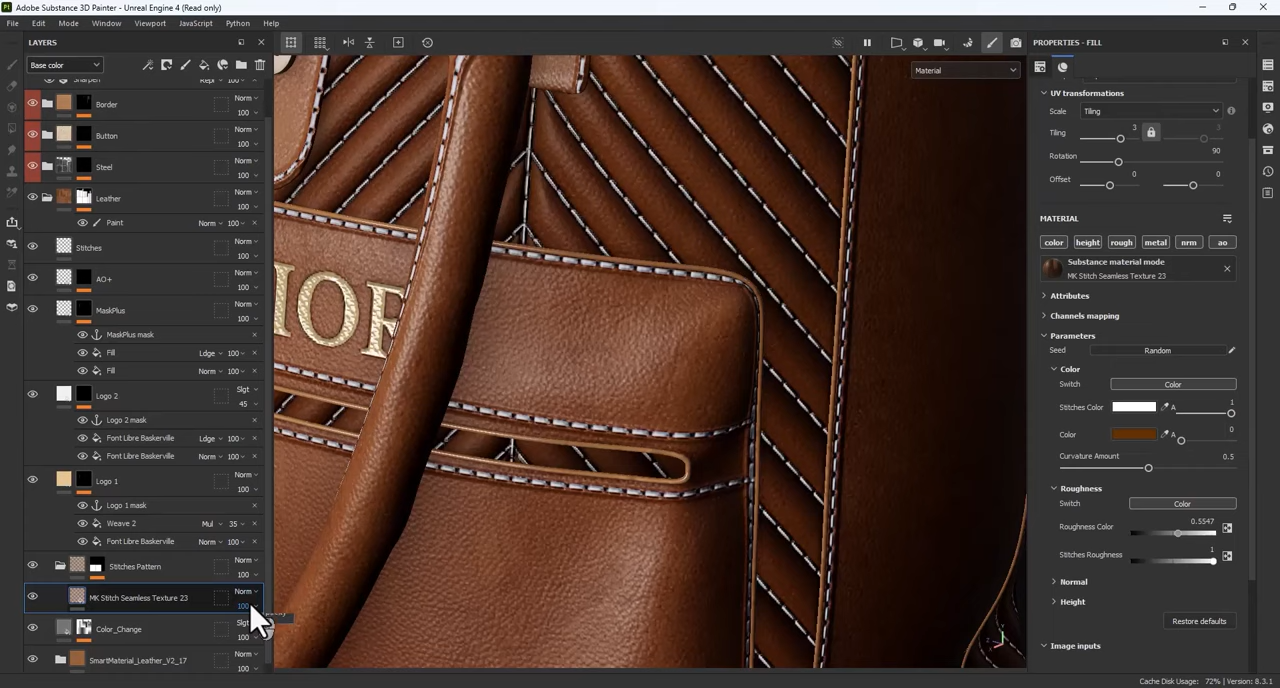 Adobe Substance 3D Painter - Unreal Engine 4 (Read only)
File Edit Mode Window Viewport JavaScript Python Help
LAYERS
Base color
Sharpen Repl 100
Border Norm 100
Button Norm 100
Steel Norm 100
Leather Norm 100
Paint Norm 100
Stitches Norm 100
AO+ Norm 100
MaskPlus Norm 100
MaskPlus mask
Fill Ldge 100
Fill Norm 100
Logo 2 Slgt 45
Logo 2 mask
Font Libre Baskerville Ldge 100
Font Libre Baskerville Norm 100
Logo 1 Norm 100
Logo 1 mask
Weave 2 Mul 35
Font Libre Baskerville Norm 100
Stitches Pattern Norm 100
MK Stitch Seamless Texture 23 Norm 100
Color_Change Slgt 100
SmartMaterial_Leather_V2_17 Norm 100
Material
PROPERTIES - FILL
UV transformations
Scale Tiling
Tiling 3 3
Rotation 90
Offset 0 0
MATERIAL
color height rough metal nrm ao
Substance material mode
MK Stitch Seamless Texture 23
Attributes
Channels mapping
Parameters
Seed Random
Color
Switch Color
Stitches Color A 1
Color A 0
Curvature Amount 0.5
Roughness
Switch Color
Roughness Color 0.5547
Stitches Roughness 1
Normal
Height
Restore defaults
Image inputs
Cache Disk Usage: 72% | Version: 8.3.1